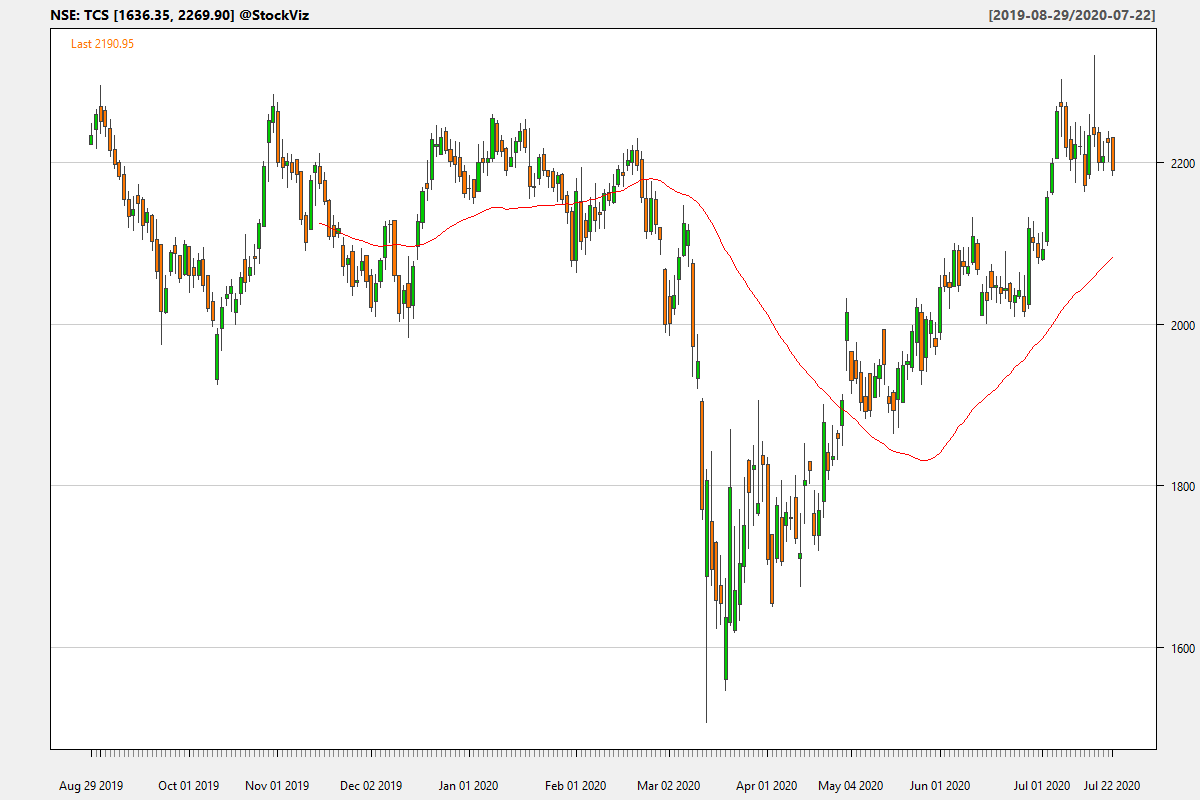 NSE: TCS [1636.35, 2269.90] @StockViz
[2019-08-29/2020-07-22]
Last 2190.95
2200
2000
1800
1600
Aug 29 2019 Oct 01 2019 Nov 01 2019 Dec 02 2019 Jan 01 2020 Feb 01 2020 Mar 02 2020 Apr 01 2020 May 04 2020 Jun 01 2020 Jul 01 2020 Jul 22 2020